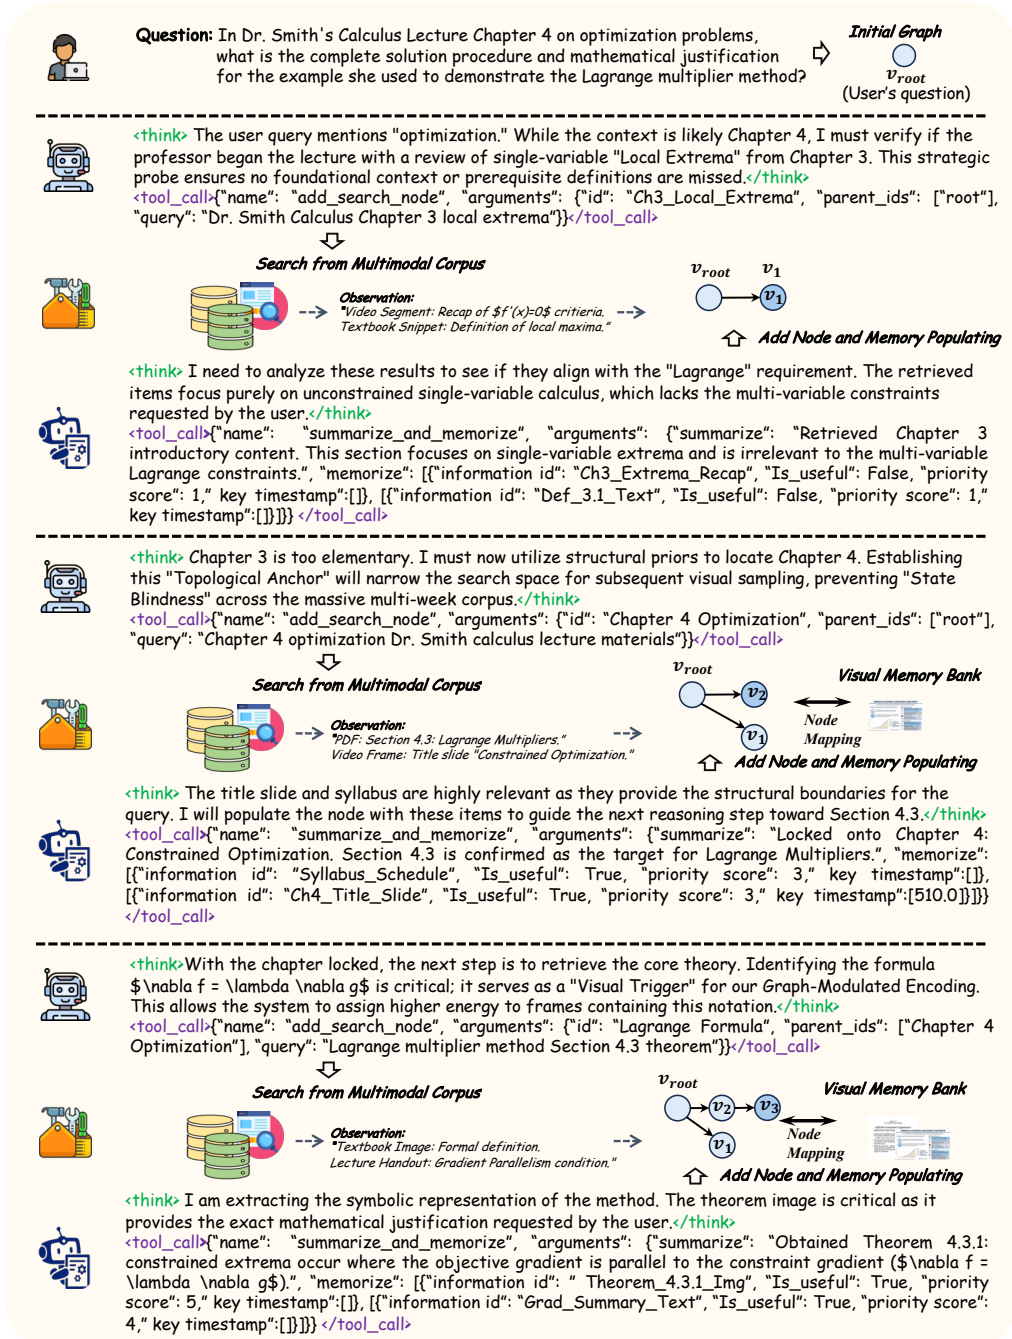 Question: In Dr. Smith's Calculus Lecture Chapter 4 on optimization problems,
what is the complete solution procedure and mathematical justification
for the example she used to demonstrate the Lagrange multiplier method?
Initial Graph
v_root
(User's question)
<think> The user query mentions "optimization." While the context is likely Chapter 4, I must verify if the
professor began the lecture with a review of single-variable "Local Extrema" from Chapter 3. This strategic
probe ensures no foundational context or prerequisite definitions are missed.</think>
<tool_call>{“name”: “add_search_node”, “arguments”: {“id”: “Ch3_Local_Extrema”, “parent_ids”: [“root”],
“query”: “Dr. Smith Calculus Chapter 3 local extrema”}}</tool_call>
Search from Multimodal Corpus
Observation:
"Video Segment: Recap of $f'(x)=0$ critieria.
Textbook Snippet: Definition of local maxima."
v_root v_1
v_1
Add Node and Memory Populating
<think> I need to analyze these results to see if they align with the "Lagrange" requirement. The retrieved
items focus purely on unconstrained single-variable calculus, which lacks the multi-variable constraints
requested by the user.</think>
<tool_call>{“name”: “summarize_and_memorize”, “arguments”: {“summary”: “Retrieved Chapter 3
introductory content. This section focuses on single-variable extrema and is irrelevant to the multi-variable
Lagrange constraints.”, “memorize”: [{“information id”: “Ch3_Extrema_Recap”, “Is_useful”: False, “priority
score”: 1,” key timestamp”:[]}, [{“information id”: “Def_3.1_Text”, “Is_useful”: False, “priority score”: 1,”
key timestamp”:[]}]}} </tool_call>
<think> Chapter 3 is too elementary. I must now utilize structural priors to locate Chapter 4. Establishing
this "Topological Anchor" will narrow the search space for subsequent visual sampling, preventing "State
Blindness" across the massive multi-week corpus.</think>
<tool_call>{“name”: “add_search_node”, “arguments”: {“id”: “Chapter 4 Optimization”, “parent_ids”: [“root”],
“query”: “Chapter 4 optimization Dr. Smith calculus lecture materials”}}</tool_call>
Search from Multimodal Corpus
Observation:
"PDF: Section 4.3: Lagrange Multipliers."
Video Frame: Title slide "Constrained Optimization."
v_root
v_2
v_1
Visual Memory Bank
Node
Mapping
Add Node and Memory Populating
<think> The title slide and syllabus are highly relevant as they provide the structural boundaries for the
query. I will populate the node with these items to guide the next reasoning step toward Section 4.3.</think>
<tool_call>{“name”: “summarize_and_memorize”, “arguments”: {“summary”: “Locked onto Chapter 4:
Constrained Optimization. Section 4.3 is confirmed as the target for Lagrange Multipliers.”, “memorize”:
[{“information id”: ”Syllabus_Schedule”, “Is_useful”: True, “priority score”: 3,” key timestamp”:[]},
[{“information id”: “Ch4_Title_Slide”, “Is_useful”: True, “priority score”: 3,” key timestamp”:[510.0]}]}}
</tool_call>
<think>With the chapter locked, the next step is to retrieve the core theory. Identifying the formula
$\nabla f = \lambda \nabla g$ is critical; it serves as a "Visual Trigger" for our Graph-Modulated Encoding.
This allows the system to assign higher energy to frames containing this notation.</think>
<tool_call>{“name”: “add_search_node”, “arguments”: {“id”: “Lagrange Formula”, “parent_ids”: [“Chapter 4
Optimization”], “query”: “Lagrange multiplier method Section 4.3 theorem”}}</tool_call>
Search from Multimodal Corpus
Observation:
"Textbook Image: Formal definition.
Lecture Handout: Gradient Parallelism condition."
v_root
v_2 v_3
v_1
Visual Memory Bank
Node
Mapping
Add Node and Memory Populating
<think> I am extracting the symbolic representation of the method. The theorem image is critical as it
provides the exact mathematical justification requested by the user.</think>
<tool_call>{“name”: “summarize_and_memorize”, “arguments”: {“summary”: “Obtained Theorem 4.3.1:
constrained extrema occur where the objective gradient is parallel to the constraint gradient ($\nabla f =
\lambda \nabla g$).”, “memorize”: [{“information id”: “ Theorem_4.3.1_Img”, “Is_useful”: True, “priority
score”: 5,” key timestamp”:[]}, [{“information id”: “Grad_Summary_Text”, “Is_useful”: True, “priority score”:
4,” key timestamp”:[]}]}} </tool_call>